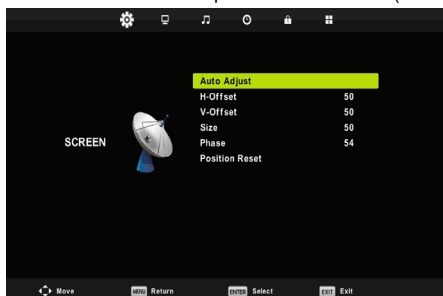 SCREEN
Auto Adjust
H-Offset 50
V-Offset 50
Size 50
Phase 54
Position Reset
Move MENU Return ENTER Select EXIT Exit